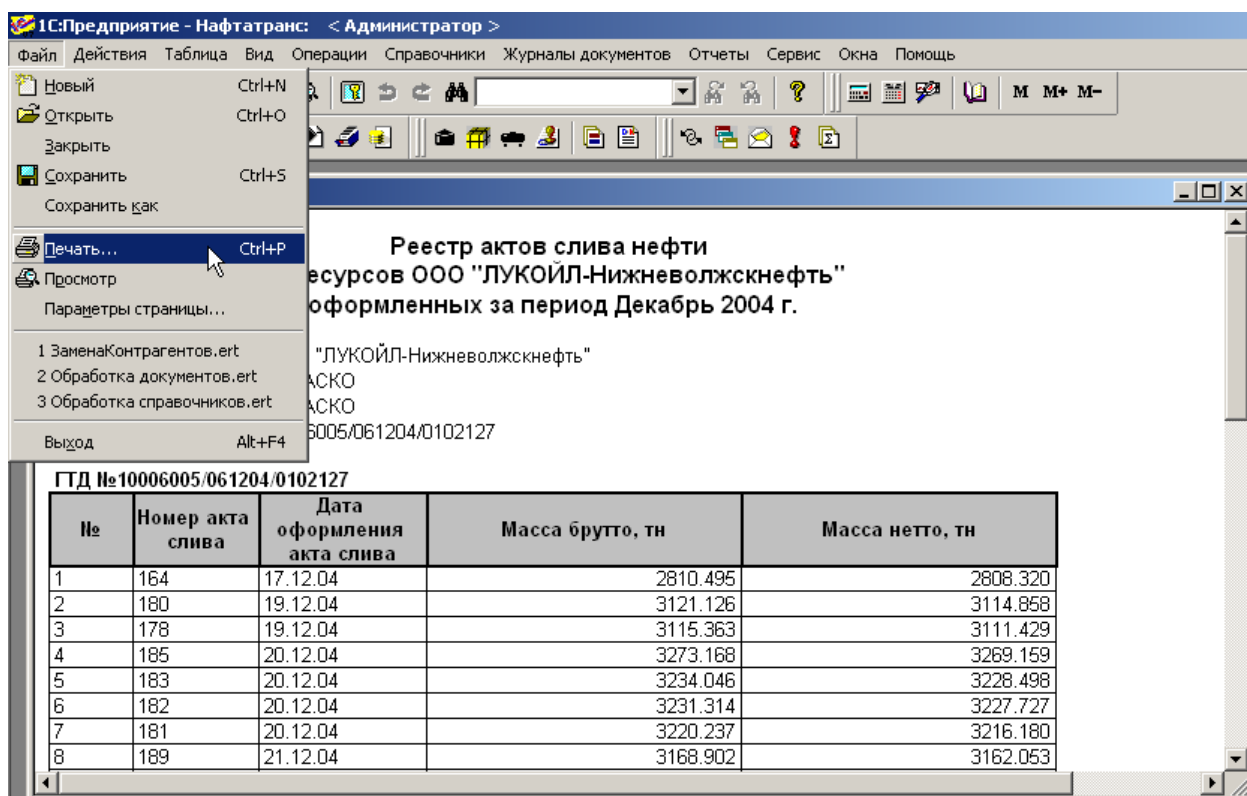 1С:Предприятие - Нафтатранс: < Администратор >
Файл Действия Таблица Вид Операции Справочники Журналы документов Отчеты Сервис Окна Помощь
Новый Ctrl+N
M M+ M-
Открыть Ctrl+O
Закрыть
Сохранить Ctrl+S
Сохранить как
Печать... Ctrl+P
Просмотр
Параметры страницы...
1 ЗаменаКонтрагентов.ert
2 Обработка документов.ert
3 Обработка справочников.ert
Выход Alt+F4
Реестр актов слива нефти
есурсов ООО "ЛУКОЙЛ-Нижневолжскнефть"
оформленных за период Декабрь 2004 г.
"ЛУКОЙЛ-Нижневолжскнефть"
АСКО
АСКО
6005/061204/0102127
ГТД №10006005/061204/0102127
№ Номер акта слива Дата оформления акта слива Масса брутто, тн Масса нетто, тн
1 164 17.12.04 2810.495 2808.320
2 180 19.12.04 3121.126 3114.858
3 178 19.12.04 3115.363 3111.429
4 185 20.12.04 3273.168 3269.159
5 183 20.12.04 3234.046 3228.498
6 182 20.12.04 3231.314 3227.727
7 181 20.12.04 3220.237 3216.180
8 189 21.12.04 3168.902 3162.053